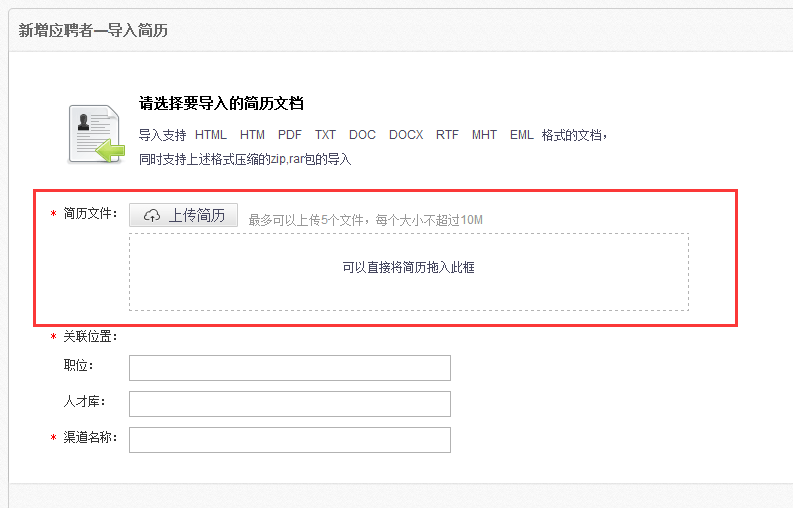 新增应聘者—导入简历
请选择要导入的简历文档
导入支持 HTML HTM PDF TXT DOC DOCX RTF MHT EML 格式的文档，
同时支持上述格式压缩的zip,rar包的导入
* 简历文件： 上传简历 最多可以上传5个文件，每个大小不超过10M
可以直接将简历拖入此框
* 关联位置：
职位：
人才库：
* 渠道名称：